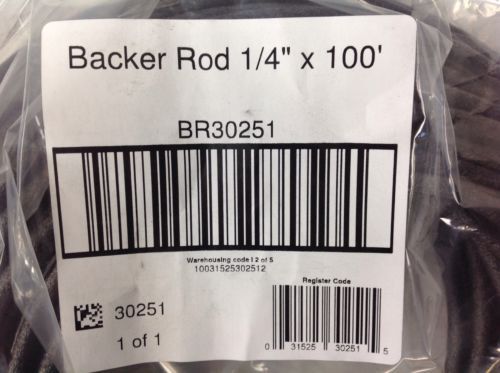 Backer Rod 1/4" x 100'
BR30251
Warehousing code I 2 of 5
10031525302512
Register Code
30251
1 of 1
0 31525 30251 5